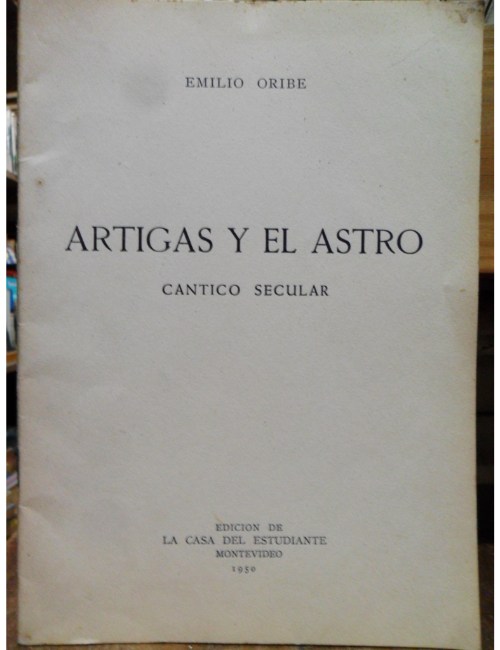 EMILIO ORIBE
ARTIGAS Y EL ASTRO
CANTICO SECULAR
EDICION DE
LA CASA DEL ESTUDIANTE
MONTEVIDEO
1950